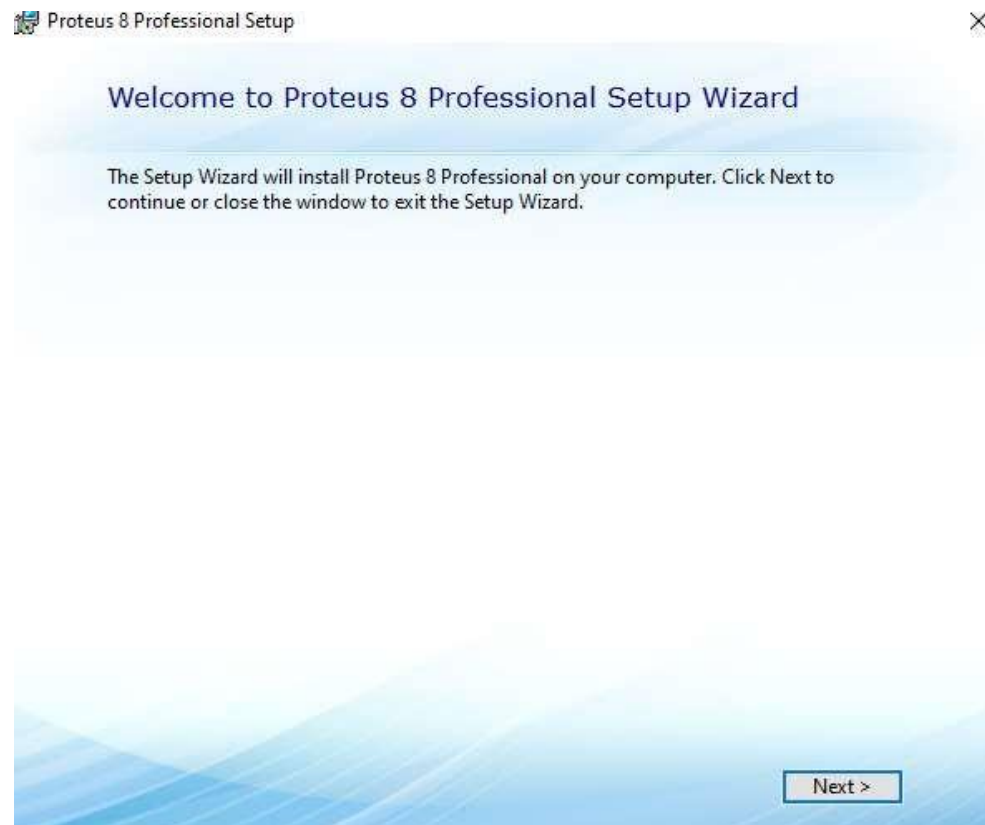 Proteus 8 Professional Setup
Welcome to Proteus 8 Professional Setup Wizard
The Setup Wizard will install Proteus 8 Professional on your computer. Click Next to
continue or close the window to exit the Setup Wizard.
Next >